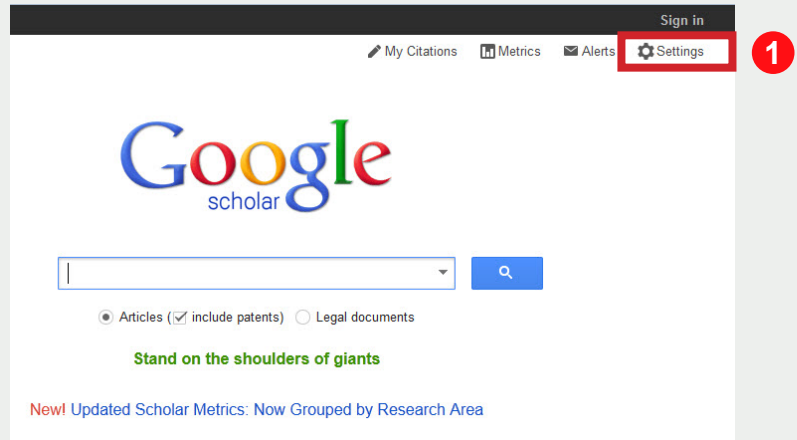 Sign in
My Citations Metrics Alerts Settings
1
Google
scholar
Articles ( include patents) Legal documents
Stand on the shoulders of giants
New! Updated Scholar Metrics: Now Grouped by Research Area